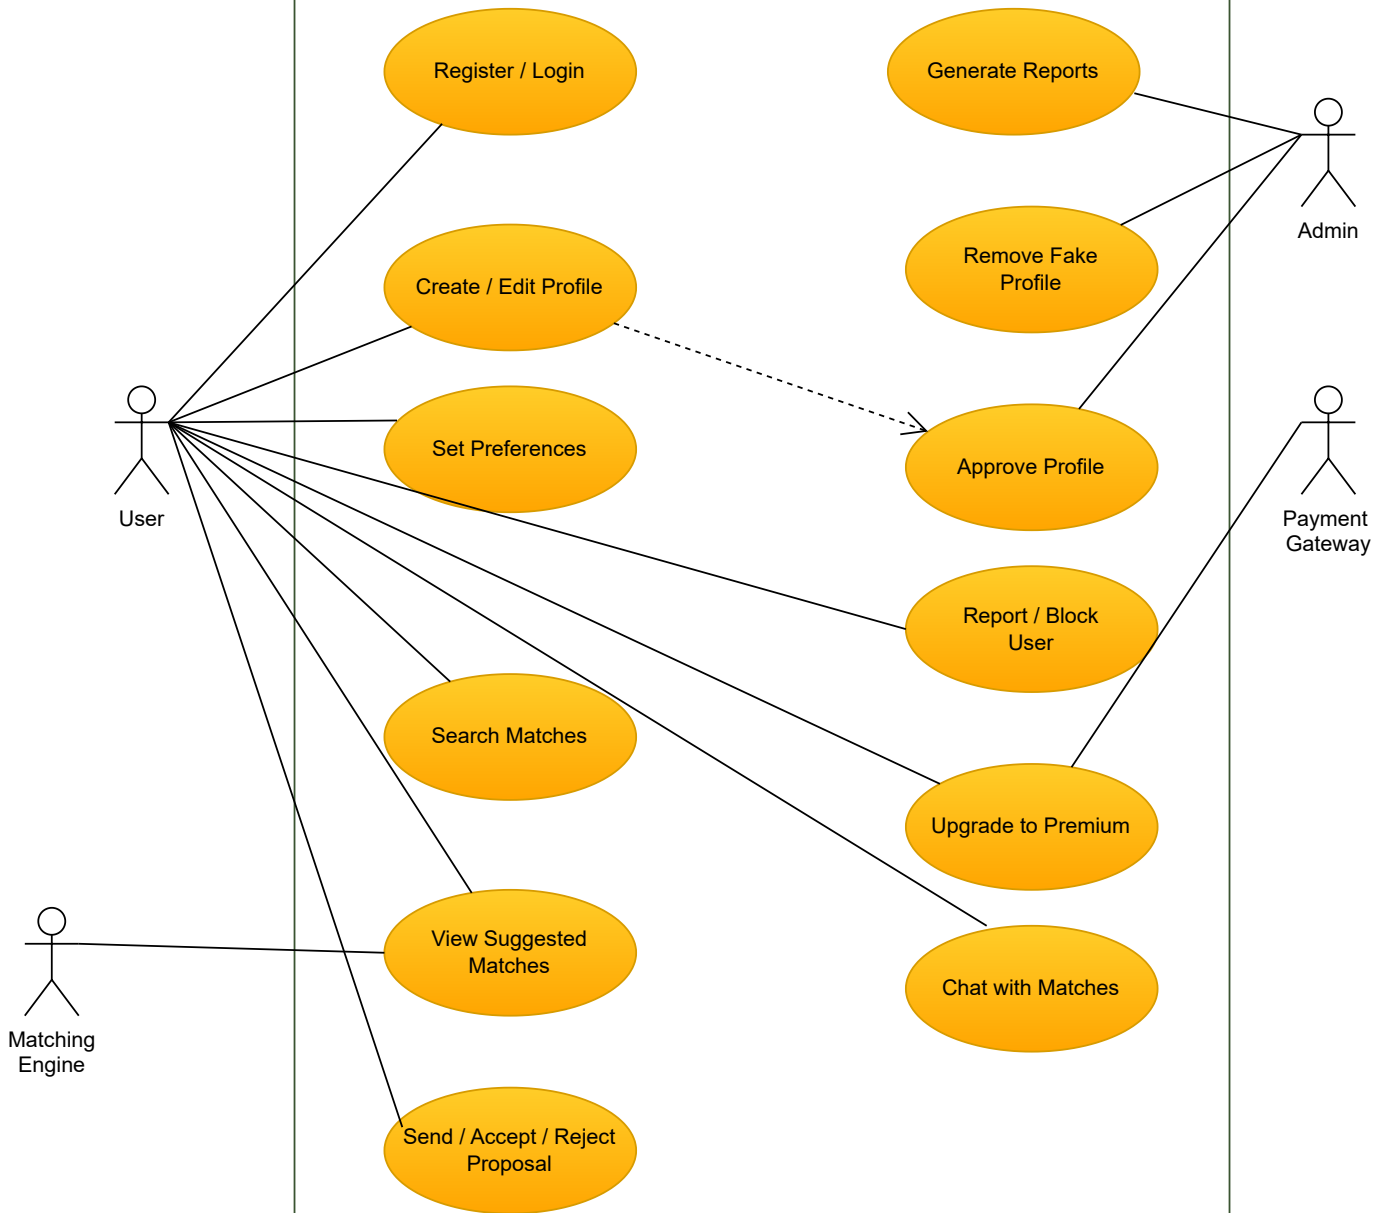 Register / Login
Generate Reports
Admin
Create / Edit Profile
Remove Fake
Profile
Set Preferences
Approve Profile
User
Payment
Gateway
Report / Block
User
Search Matches
Upgrade to Premium
View Suggested
Matches
Chat with Matches
Matching
Engine
Send / Accept / Reject
Proposal